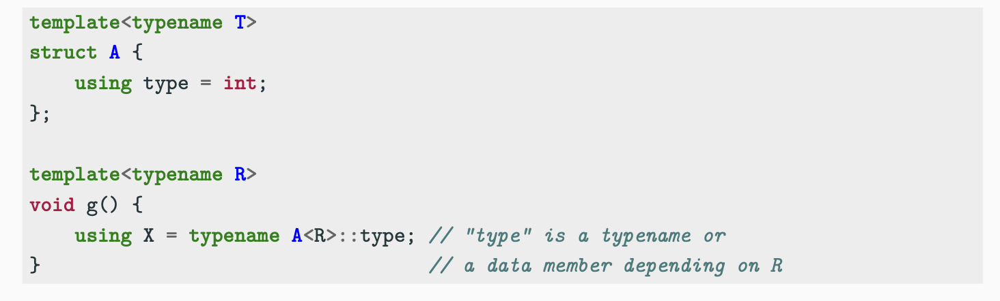 template<typename T>
struct A {
    using type = int;
};

template<typename R>
void g() {
    using X = typename A<R>::type; // "type" is a typename or
}                                  // a data member depending on R